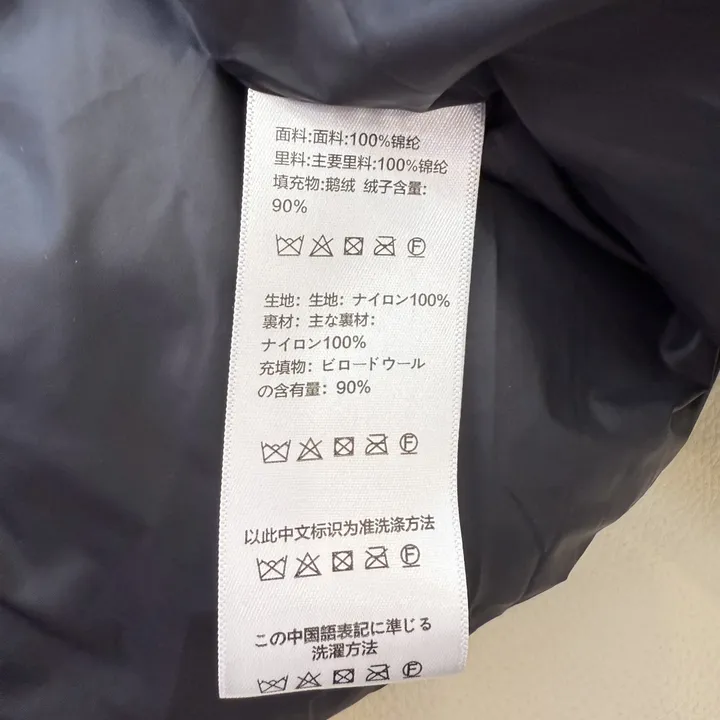 面料:面料:100%锦纶
里料:主要里料:100%锦纶
填充物:鹅绒 绒子含量:
90%
Ⓕ
生地: 生地: ナイロン100%
裏材: 主な裏材:
ナイロン100%
充填物: ビロードウール
の含有量: 90%
Ⓕ
以此中文标识为准洗涤方法
Ⓕ
この中国語表記に準じる
洗濯方法